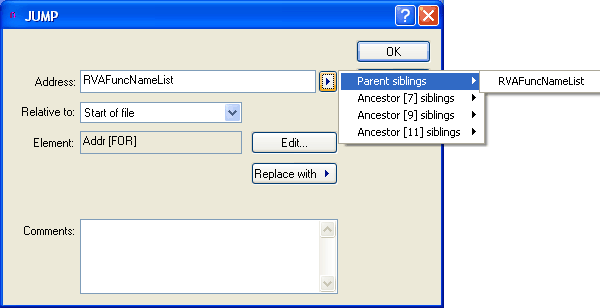 JUMP
OK
Address:
RVAFuncNameList
Parent siblings
RVAFuncNameList
Ancestor [7] siblings
Relative to:
Start of file
Ancestor [9] siblings
Ancestor [11] siblings
Element:
Addr [FOR]
Edit...
Replace with
Comments: